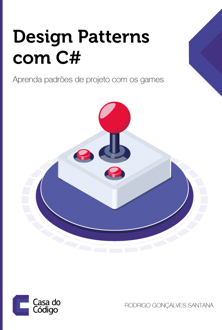 Design Patterns
com C#
Aprenda padrões de projeto com os games
Casa do
Código
RODRIGO GONÇALVES SANTANA